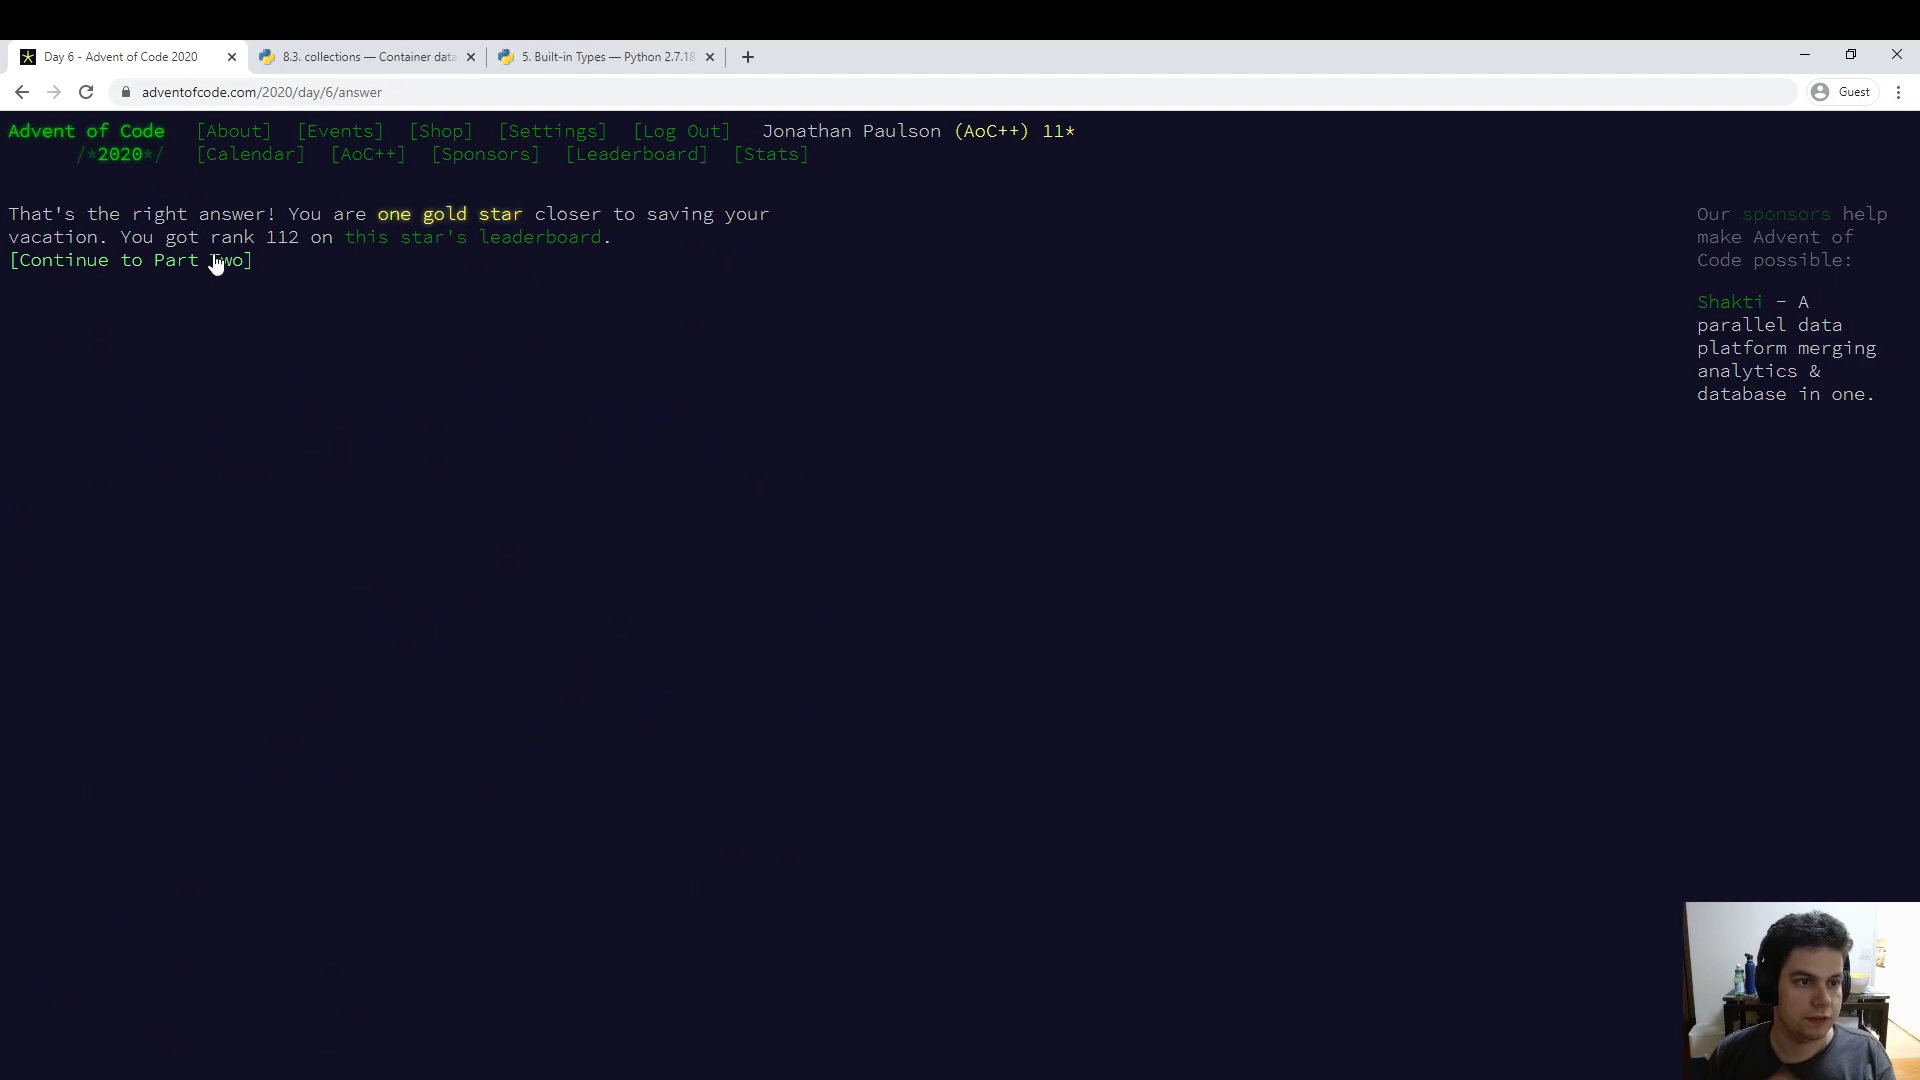 Day 6 - Advent of Code 2020
8.3. collections — Container data
5. Built-in Types — Python 2.7.18
adventofcode.com/2020/day/6/answer
Guest
Advent of Code [About] [Events] [Shop] [Settings] [Log Out] Jonathan Paulson (AoC++) 11*
/*2020*/ [Calendar] [AoC++] [Sponsors] [Leaderboard] [Stats]
That's the right answer! You are one gold star closer to saving your
vacation. You got rank 112 on this star's leaderboard.
[Continue to Part Two]
Our sponsors help
make Advent of
Code possible:
Shakti - A
parallel data
platform merging
analytics &
database in one.